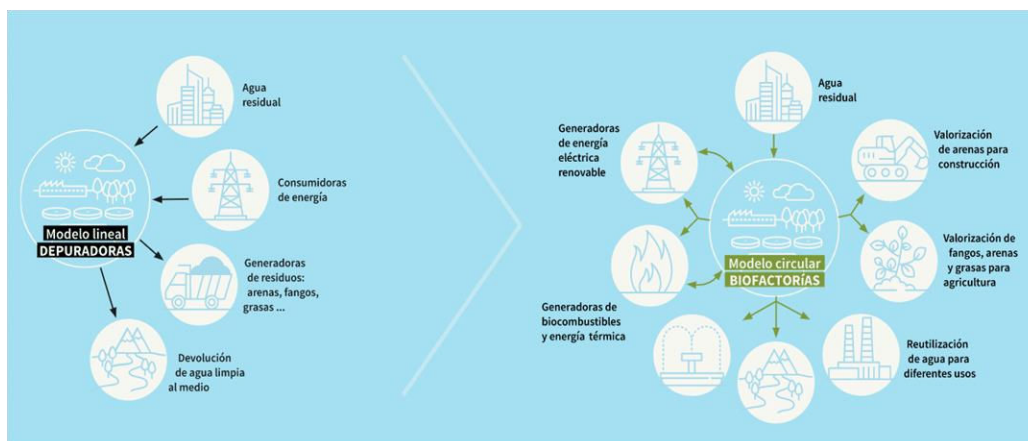 Agua
residual
Consumidoras
de energía
Modelo lineal
DEPURADORAS
Generadoras
de residuos:
arenas, fangos,
grasas ...
Devolución
de agua limpia
al medio
Agua
residual
Generadoras
de energía
eléctrica
renovable
Valorización
de arenas para
construcción
Modelo circular
BIOFACTORÍAS
Valorización de
fangos, arenas
y grasas para
agricultura
Generadoras de
biocombustibles
y energía térmica
Reutilización
de agua para
diferentes usos